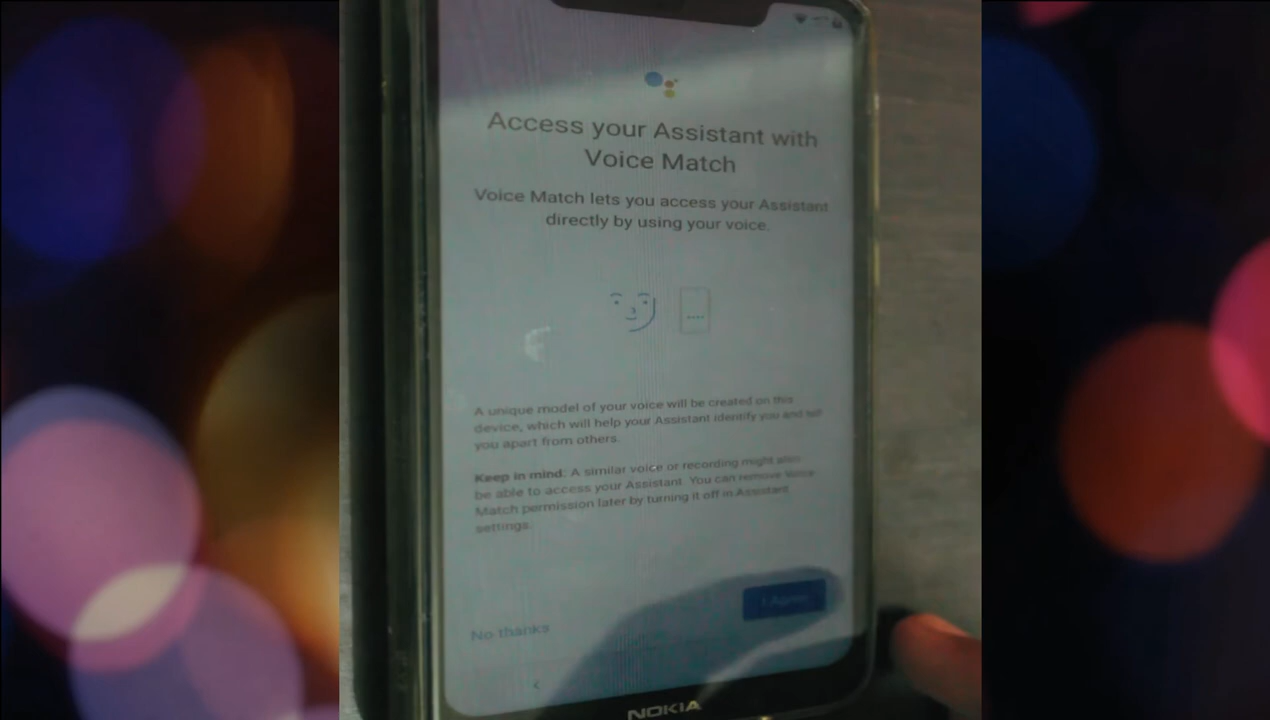 Access your Assistant with
Voice Match
Voice Match lets you access your Assistant
directly by using your voice.
A unique model of your voice will be created on this
device, which will help your Assistant identify you and tell
you apart from others.
Keep in mind: A similar voice or recording might also
be able to access your Assistant. You can remove Voice
Match permission later by turning it off in Assistant
settings.
I Agree
No thanks
NOKIA